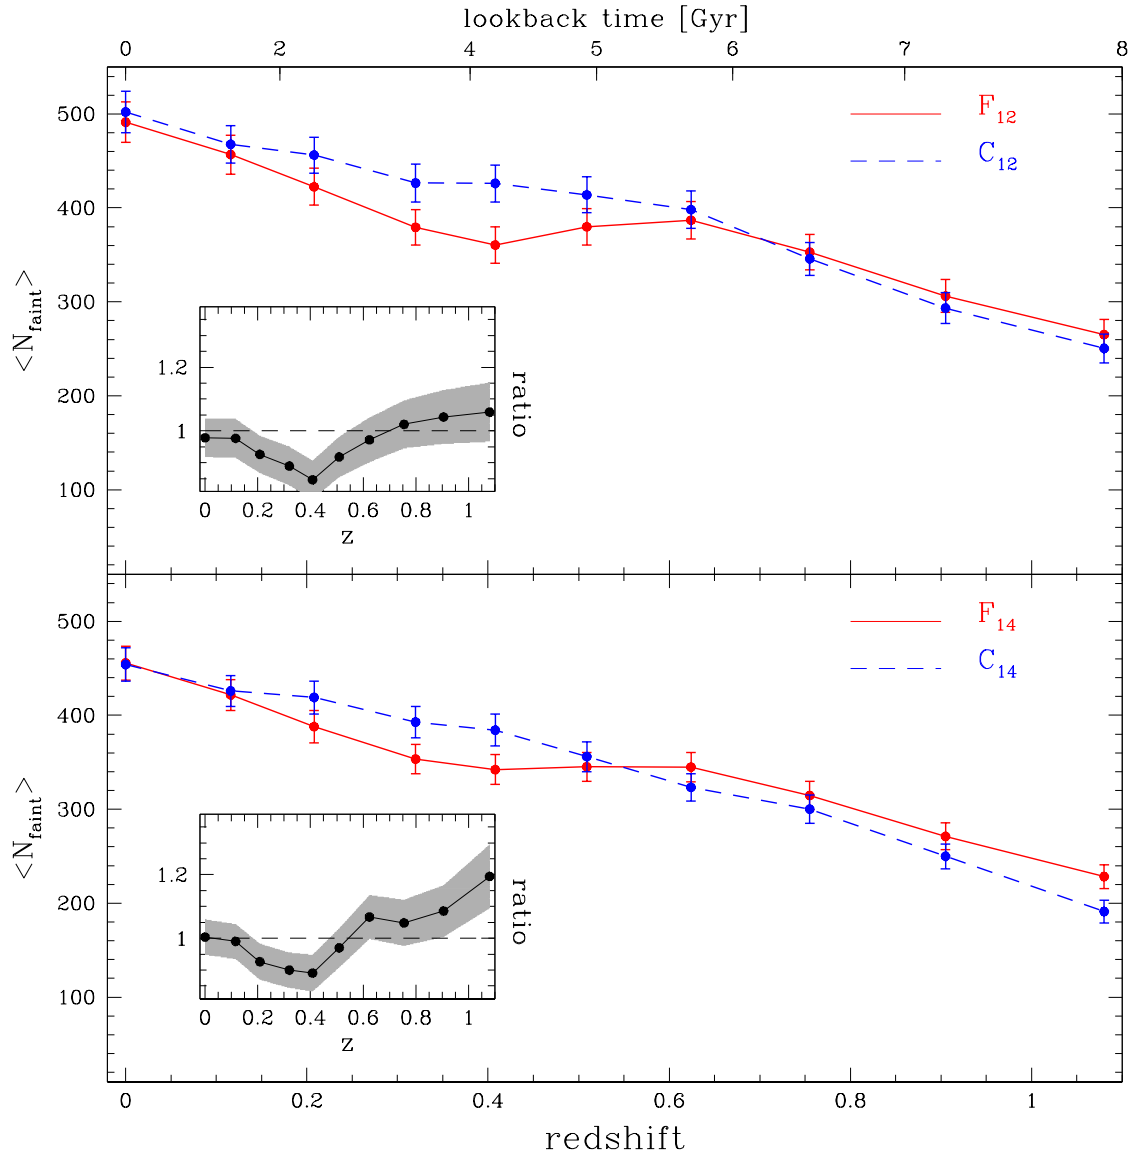 lookback time [Gyr]
0 2 4 5 6 7 8
500
400
300
200
100
<N_faint>
F_12
C_12
1.2
1
ratio
0 0.2 0.4 0.6 0.8 1
z
500
400
300
200
100
<N_faint>
F_14
C_14
1.2
1
ratio
0 0.2 0.4 0.6 0.8 1
z
0 0.2 0.4 0.6 0.8 1
redshift